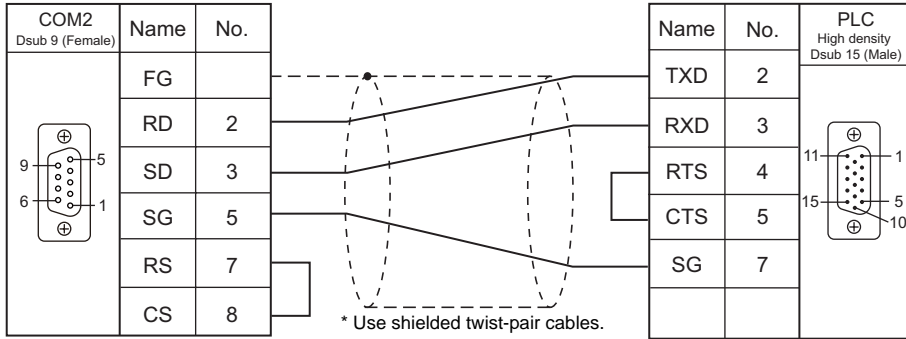 COM2
Dsub 9 (Female)
Name No.
FG
RD 2
SD 3
SG 5
RS 7
CS 8
9
5
6
1
* Use shielded twist-pair cables.
Name No.
TXD 2
RXD 3
RTS 4
CTS 5
SG 7
PLC
High density
Dsub 15 (Male)
11
1
15
5
10